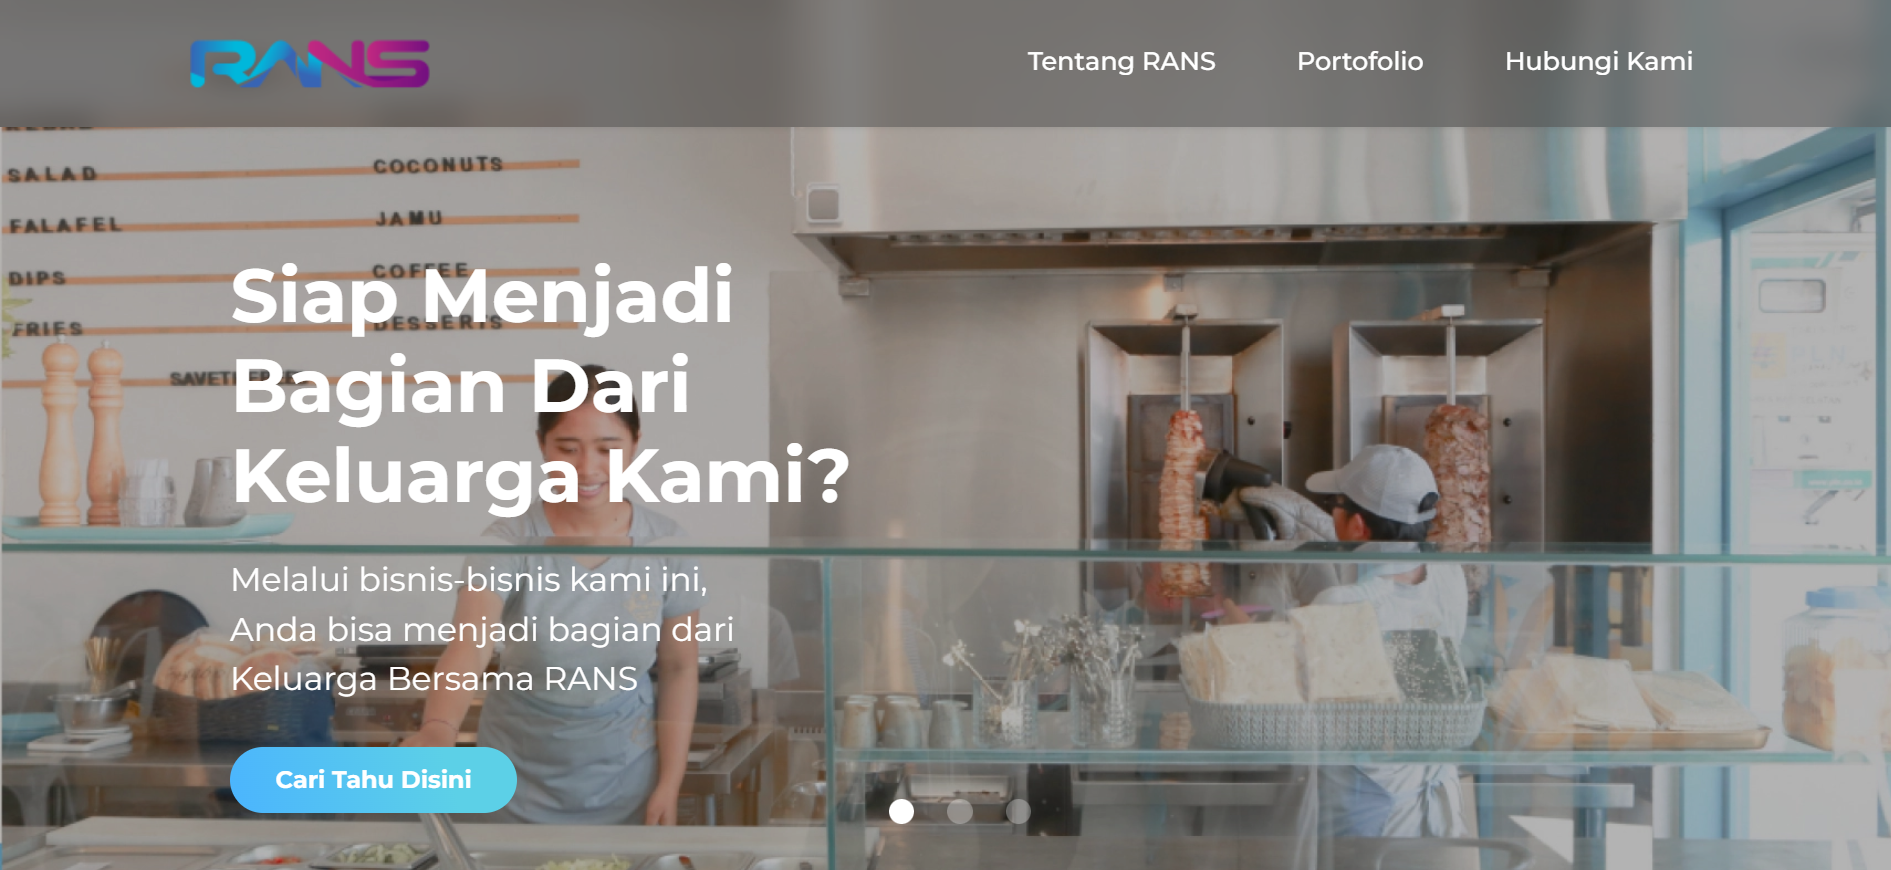 RANS
Tentang RANS
Portofolio
Hubungi Kami
SALAD
COCONUTS
FALAFEL
JAMU
DIPS
COFFEE
FRIES
DESSERTS
Siap Menjadi
Bagian Dari
Keluarga Kami?
Melalui bisnis-bisnis kami ini,
Anda bisa menjadi bagian dari
Keluarga Bersama RANS
Cari Tahu Disini
PLN